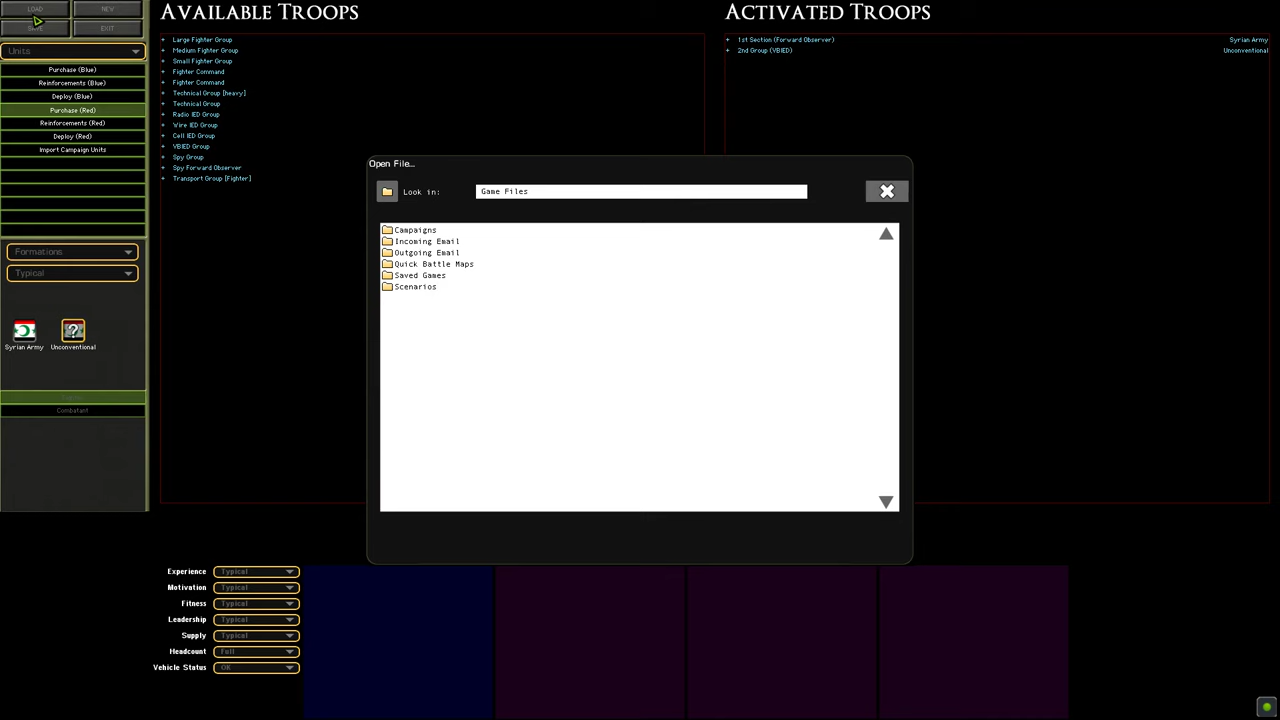 LOAD
NEW
SAVE
EXIT
Units
Purchase (Blue)
Reinforcements (Blue)
Deploy (Blue)
Purchase (Red)
Reinforcements (Red)
Deploy (Red)
Import Campaign Units
Formations
Typical
Syrian Army
Unconventional
Combatant
AVAILABLE TROOPS
+ Large Fighter Group
+ Medium Fighter Group
+ Small Fighter Group
+ Fighter Command
+ Fighter Command
+ Technical Group [heavy]
+ Technical Group
+ Radio IED Group
+ Wire IED Group
+ Cell IED Group
+ VBIED Group
+ Spy Group
+ Spy Forward Observer
+ Transport Group [Fighter]
ACTIVATED TROOPS
+ 1st Section (Forward Observer) Syrian Army
+ 2nd Group (VBIED) Unconventional
Open File...
Look in: Game Files
Campaigns
Incoming Email
Outgoing Email
Quick Battle Maps
Saved Games
Scenarios
Experience Typical
Motivation Typical
Fitness Typical
Leadership Typical
Supply Typical
Headcount Full
Vehicle Status OK